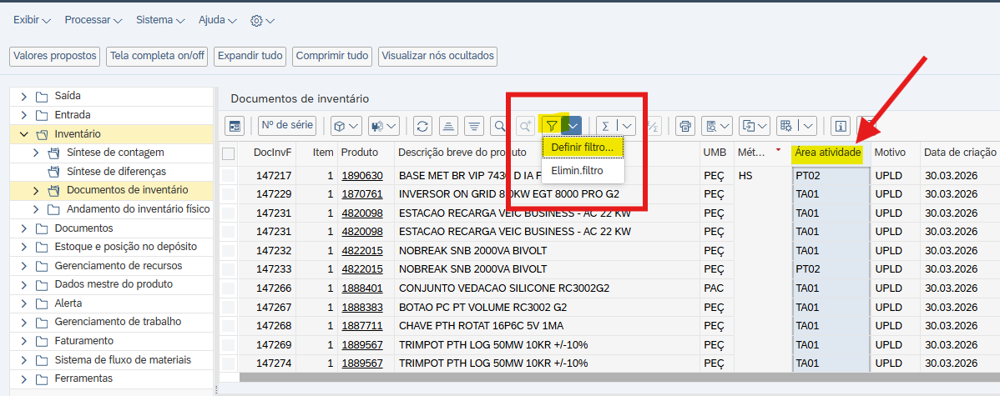 Exibir Processar Sistema Ajuda
Valores propostos Tela completa on/off Expandir tudo Comprimir tudo Visualizar nós ocultados
Saída
Entrada
Inventário
Síntese de contagem
Síntese de diferenças
Documentos de inventário
Andamento do inventário físico
Documentos
Estoque e posição no depósito
Gerenciamento de recursos
Dados mestre do produto
Alerta
Gerenciamento de trabalho
Faturamento
Sistema de fluxo de materiais
Ferramentas
Documentos de inventário
Nº de série
Definir filtro...
Elimin.filtro
DocInvF Item Produto Descrição breve do produto UMB Mét... Área atividade Motivo Data de criação
147217 1 1890630 BASE MET BR VIP 7430 D IA PEÇ HS PT02 UPLD 30.03.2026
147229 1 1870761 INVERSOR ON GRID 8,0KW EGT 8000 PRO G2 PEÇ TA01 UPLD 30.03.2026
147231 1 4820098 ESTACAO RECARGA VEIC BUSINESS - AC 22 KW PEÇ TA01 UPLD 30.03.2026
147231 1 4820098 ESTACAO RECARGA VEIC BUSINESS - AC 22 KW PEÇ TA01 UPLD 30.03.2026
147232 1 4822015 NOBREAK SNB 2000VA BIVOLT PEÇ TA01 UPLD 30.03.2026
147233 1 4822015 NOBREAK SNB 2000VA BIVOLT PEÇ PT02 UPLD 30.03.2026
147266 1 1888401 CONJUNTO VEDACAO SILICONE RC3002G2 PAC TA01 UPLD 30.03.2026
147267 1 1888383 BOTAO PC PT VOLUME RC3002 G2 PEÇ TA01 UPLD 30.03.2026
147268 1 1887711 CHAVE PTH ROTAT 16P6C 5V 1MA PEÇ TA01 UPLD 30.03.2026
147269 1 1889567 TRIMPOT PTH LOG 50MW 10KR +/-10% PEÇ TA01 UPLD 30.03.2026
147274 1 1889567 TRIMPOT PTH LOG 50MW 10KR +/-10% PEÇ TA01 UPLD 30.03.2026